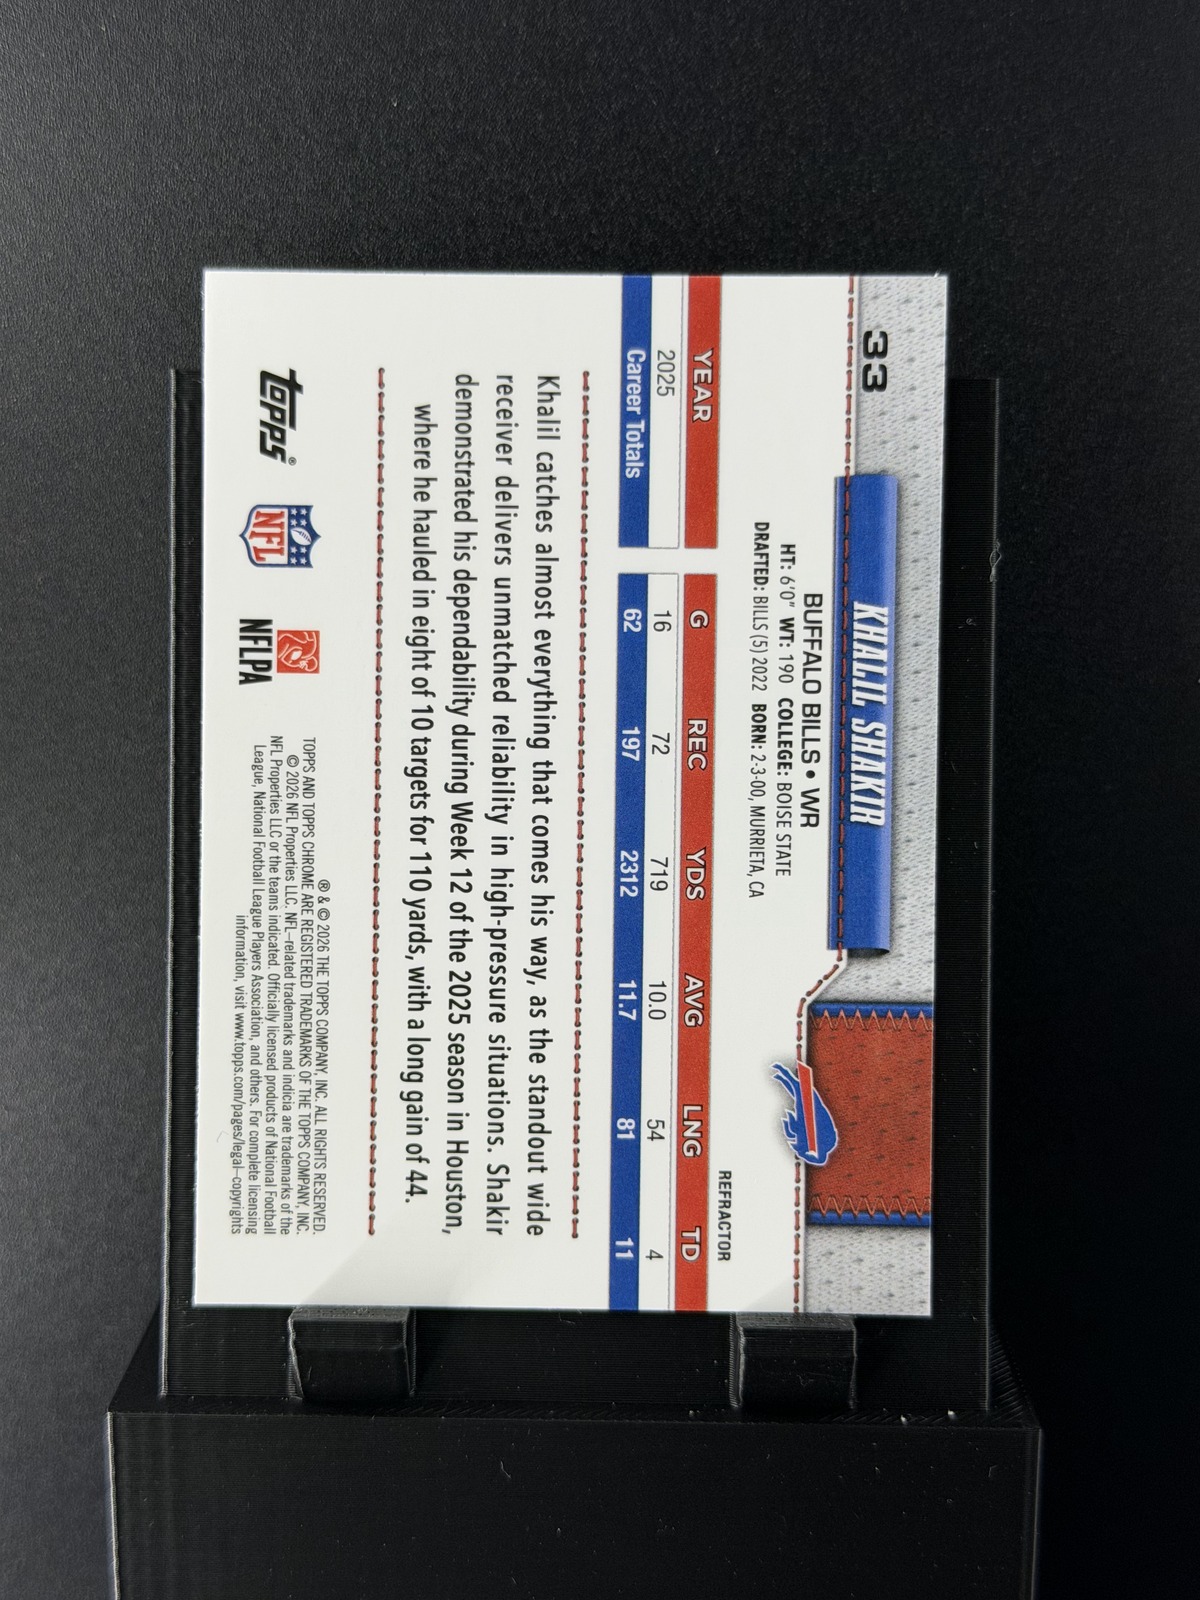 33
KHALIL SHAKIR
BUFFALO BILLS • WR
HT: 6'0" WT: 190 COLLEGE: BOISE STATE
DRAFTED: BILLS (5) 2022 BORN: 2-3-00, MURRIETA, CA
REFRACTOR
YEAR G REC YDS AVG LNG TD
2025 16 72 719 10.0 54 4
Career Totals 62 197 2312 11.7 81 11
Khalil catches almost everything that comes his way, as the standout wide
receiver delivers unmatched reliability in high-pressure situations. Shakir
demonstrated his dependability during Week 12 of the 2025 season in Houston,
where he hauled in eight of 10 targets for 110 yards, with a long gain of 44.
topps®
NFL
NFLPA
® & © 2026 THE TOPPS COMPANY, INC. ALL RIGHTS RESERVED.
TOPPS AND TOPPS CHROME ARE REGISTERED TRADEMARKS OF THE TOPPS COMPANY, INC.
© 2026 NFL Properties LLC. NFL-related trademarks and indicia are trademarks of the
NFL Properties LLC or the teams indicated. Officially licensed products of National Football
League, National Football League Players Association, and others. For complete licensing
information, visit www.topps.com/pages/legal-copyrights